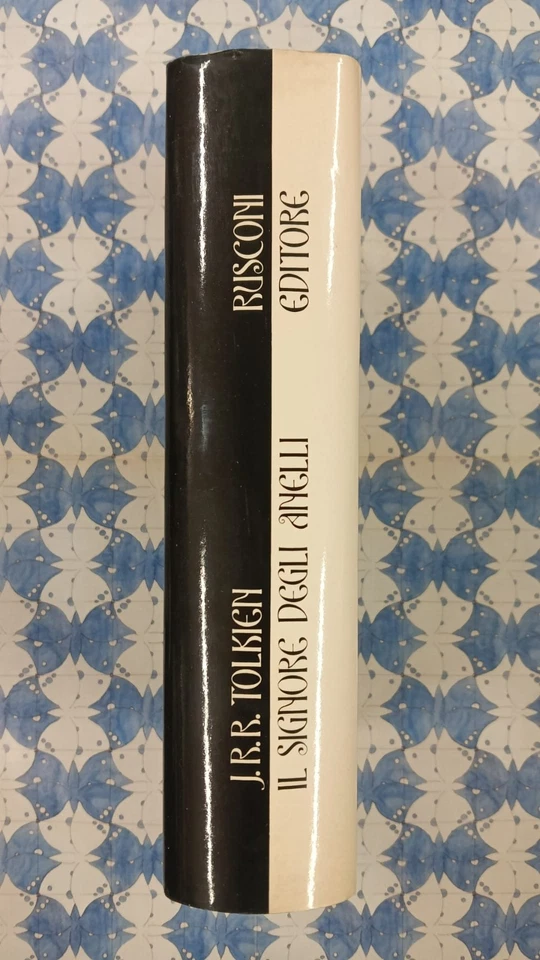 J.R.R. TOLKIEN
IL SIGNORE DEGLI ANELLI
RUSCONI
EDITORE